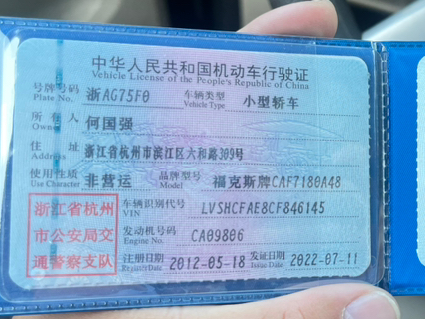 中华人民共和国机动车行驶证
Vehicle License of the People's Republic of China
号牌号码 浙AG75F0 车辆类型 小型轿车
Plate No. Vehicle Type
所有人 何国强
Owner
住址 浙江省杭州市滨江区六和路309号
Address
使用性质 非营运 品牌型号 福克斯牌CAF7180A48
Use Character Model
浙江省杭州
市公安局交
通警察支队
车辆识别代号 LVSHCFAE8CF846145
VIN
发动机号码 CA09806
Engine No.
注册日期 2012-05-18 发证日期 2022-07-11
Register Date Issue Date